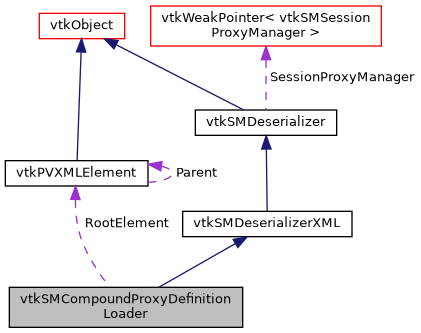 vtkObject
vtkWeakPointer< vtkSMSession
ProxyManager >
SessionProxyManager
vtkSMDeserializer
vtkPVXMLElement
Parent
RootElement
vtkSMDeserializerXML
vtkSMCompoundProxyDefinition
Loader